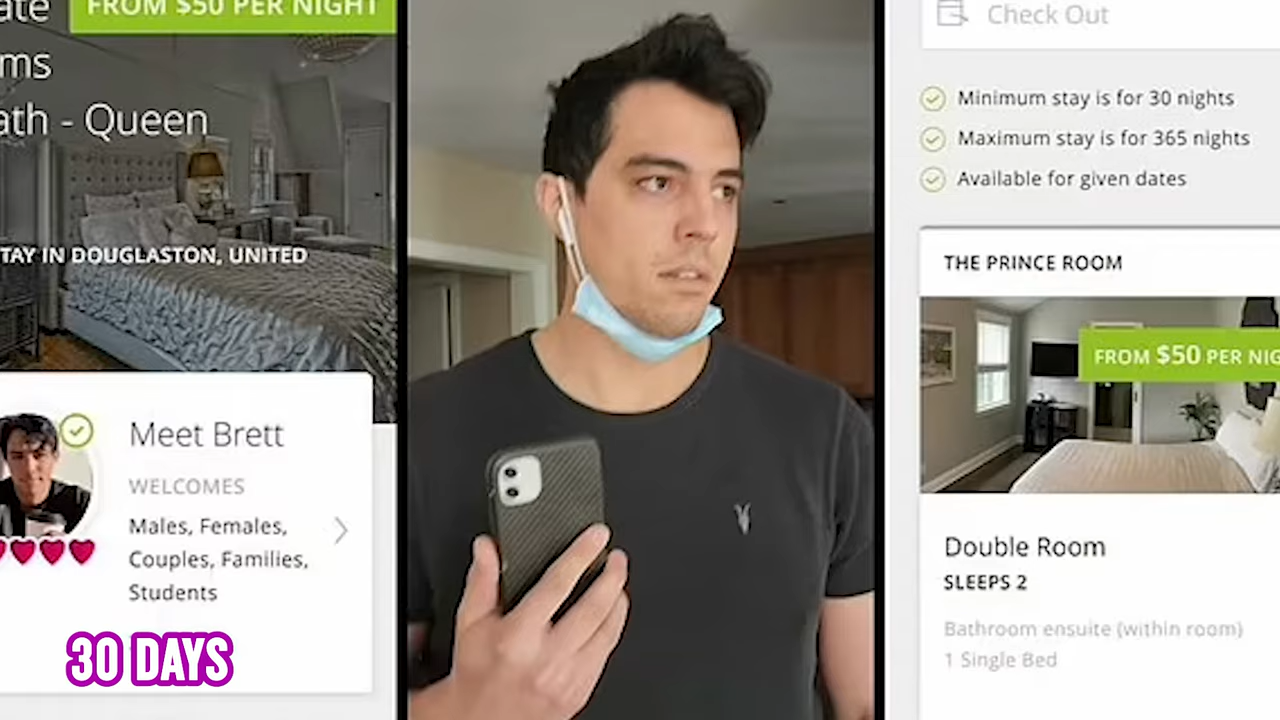 FROM $50 PER NIGHT
ath - Queen
TAY IN DOUGLASTON, UNITED
Meet Brett
WELCOMES
Males, Females,
Couples, Families,
Students
30 DAYS
Check Out
Minimum stay is for 30 nights
Maximum stay is for 365 nights
Available for given dates
THE PRINCE ROOM
FROM $50 PER NIG
Double Room
SLEEPS 2
Bathroom ensuite (within room)
1 Single Bed